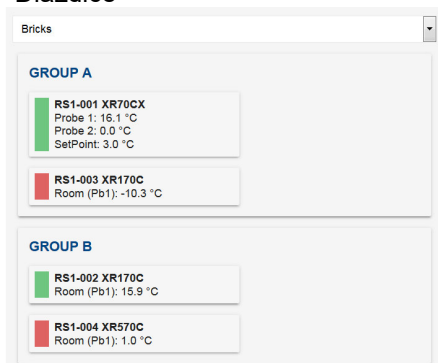 Bricks
GROUP A
RS1-001 XR70CX
Probe 1: 16.1 °C
Probe 2: 0.0 °C
SetPoint: 3.0 °C
RS1-003 XR170C
Room (Pb1): -10.3 °C
GROUP B
RS1-002 XR170C
Room (Pb1): 15.9 °C
RS1-004 XR570C
Room (Pb1): 1.0 °C